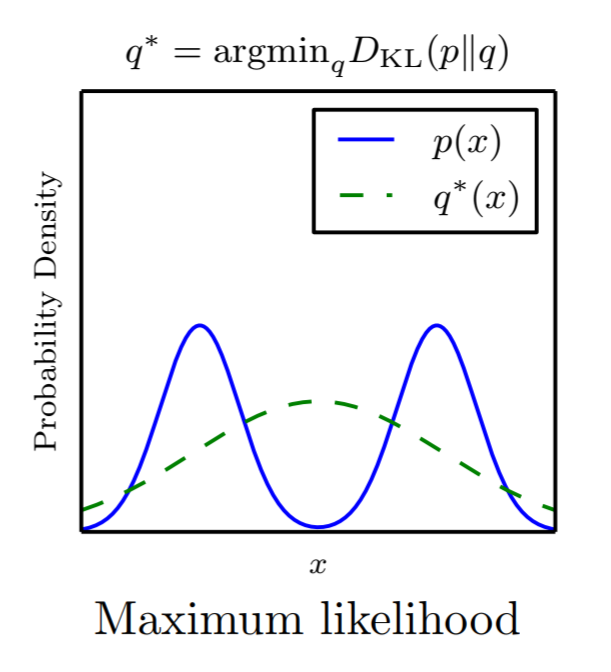 q* = argmin_q D_KL(p‖q)
p(x)
q*(x)
Probability Density
x
Maximum likelihood